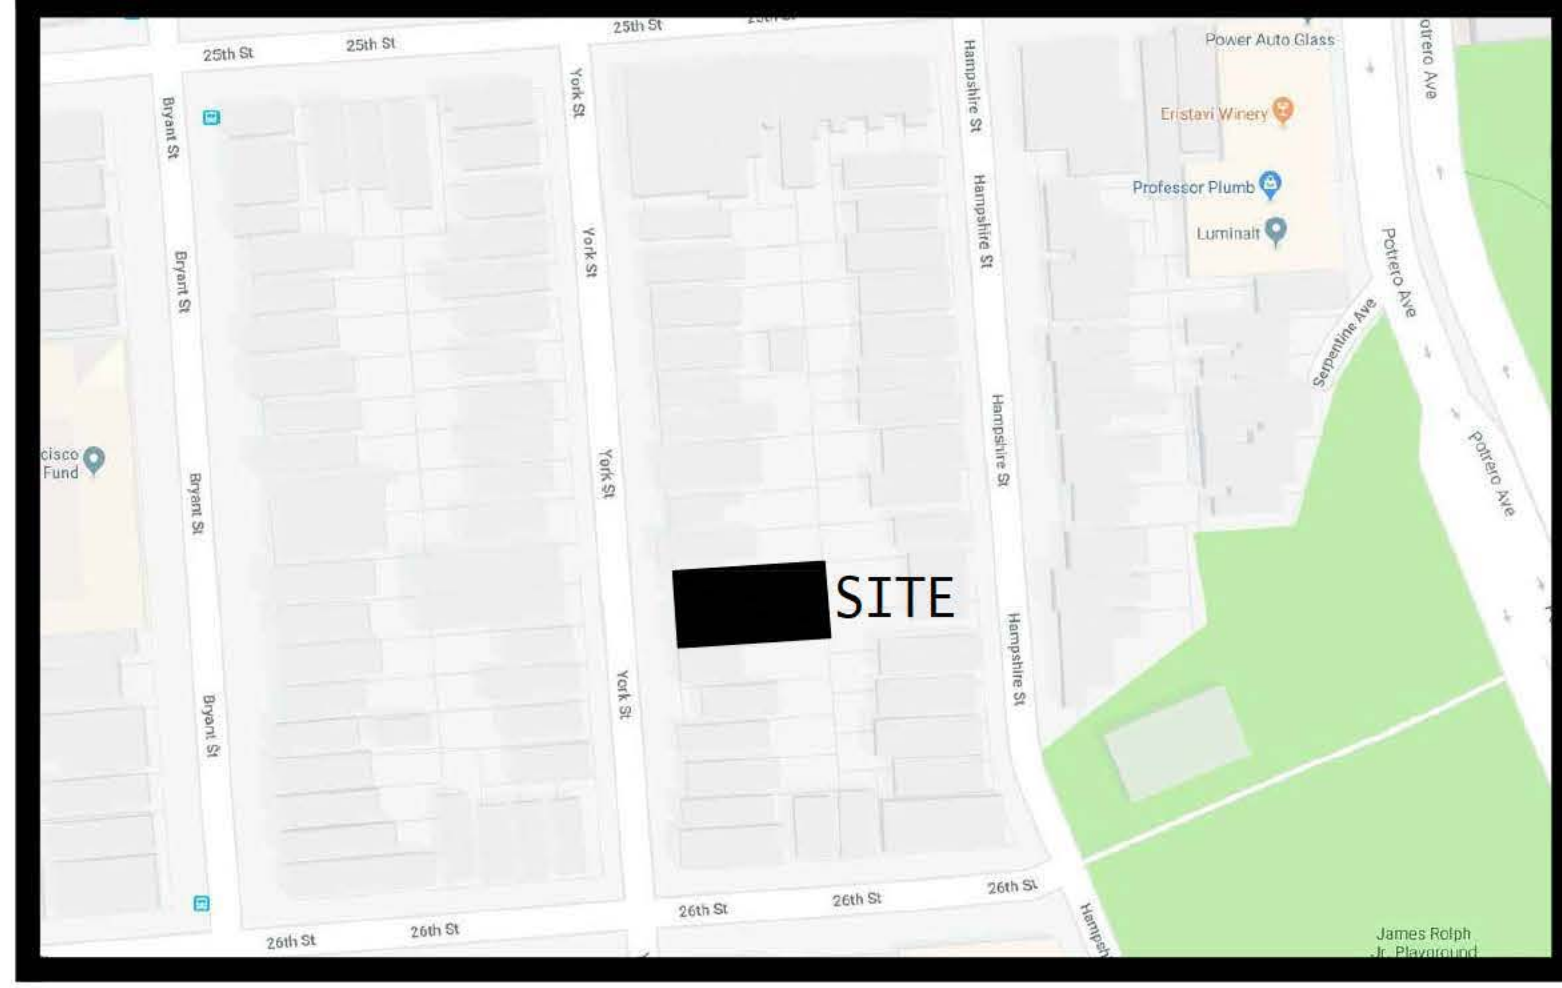 25th St
25th St
25th St
Power Auto Glass
Potrero Ave
Hampshire St
York St
Bryant St
Eristavi Winery
Professor Plumb
Hampshire St
Luminalt
York St
Bryant St
Potrero Ave
Serpentine Ave
Hampshire St
cisco
Fund
York St
Bryant St
Potrero Ave
SITE
Hampshire St
York St
Bryant St
26th St
26th St
26th St
26th St
26th St
Hampsh
James Rolph
Jr. Playground